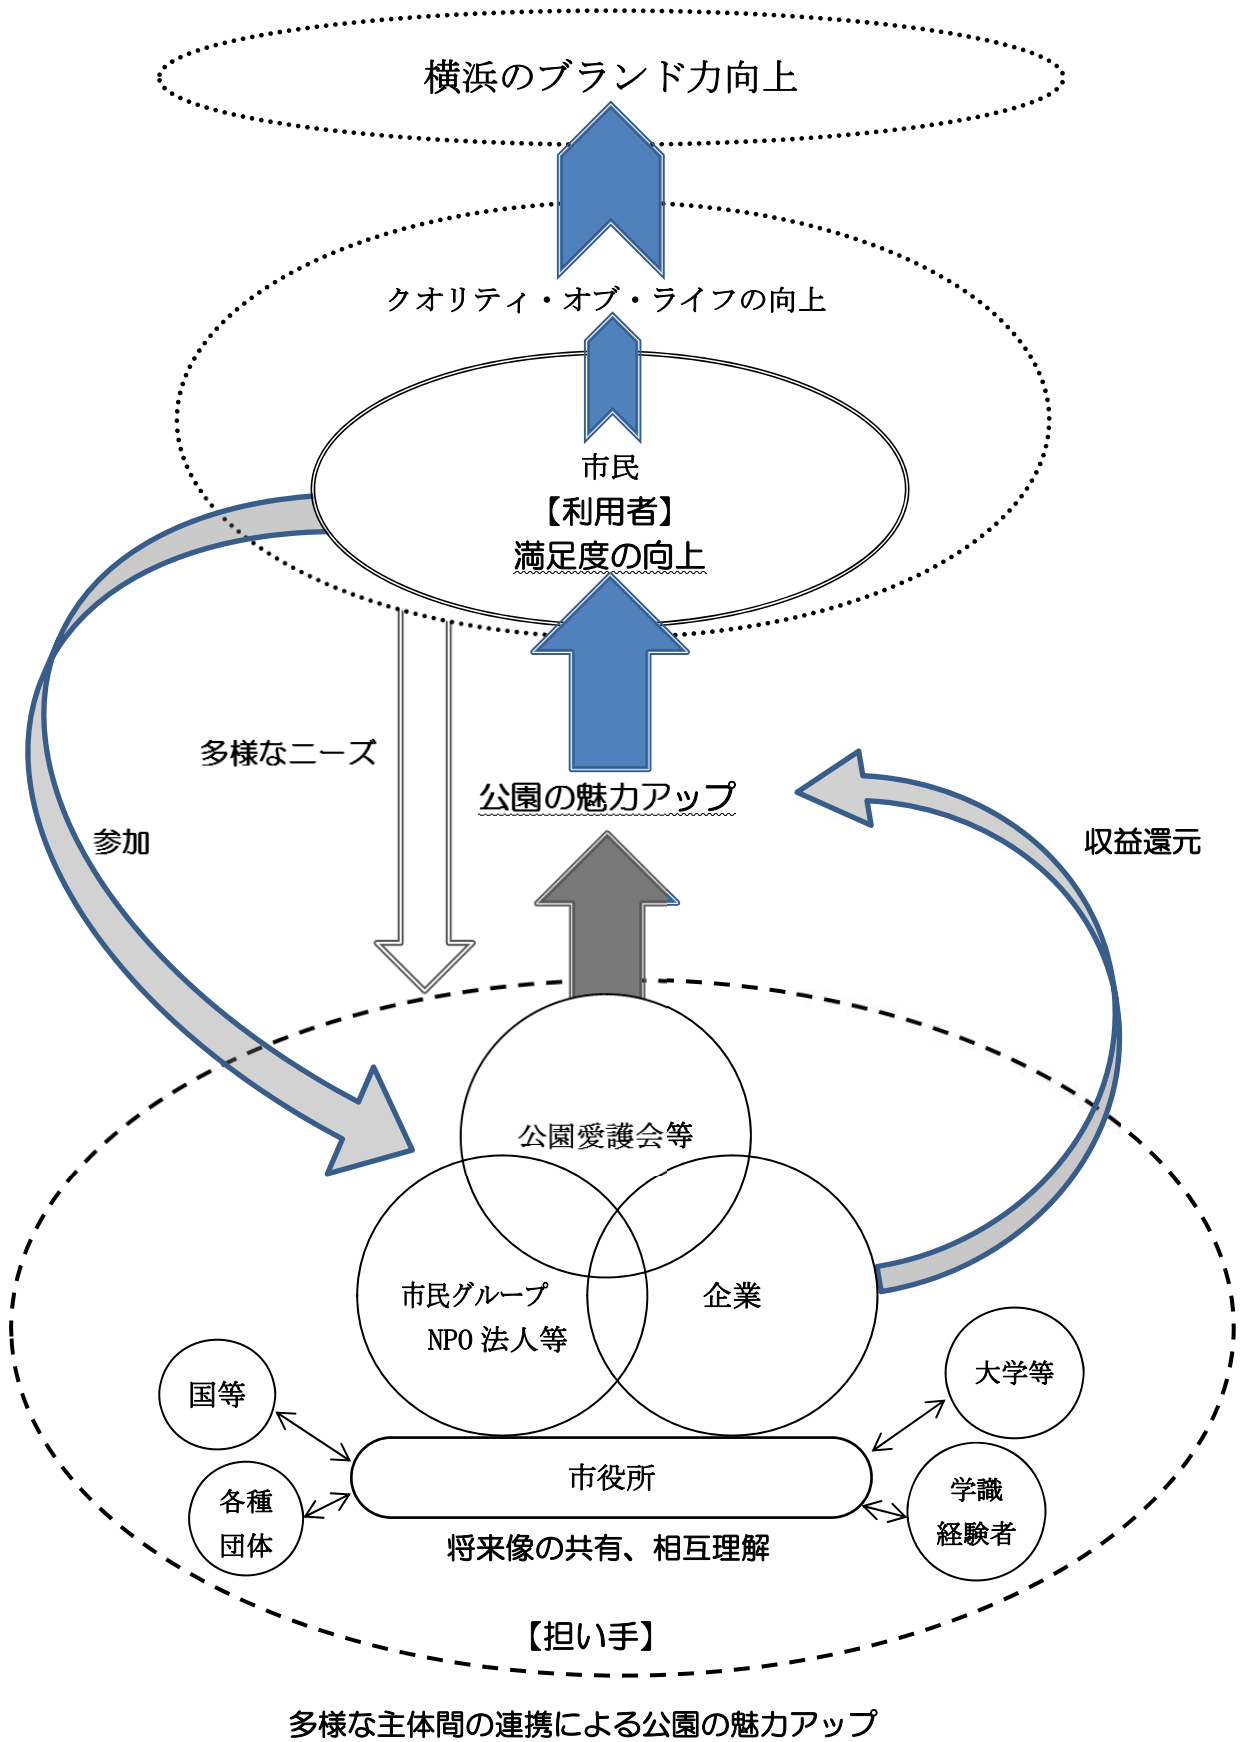 横浜のブランド力向上
クオリティ・オブ・ライフの向上
市民
【利用者】
満足度の向上
多様なニーズ
公園の魅力アップ
参加
収益還元
公園愛護会等
市民グループ
NPO 法人等
企業
国等
大学等
市役所
各種
団体
学識
経験者
将来像の共有、相互理解
【担い手】
多様な主体間の連携による公園の魅力アップ